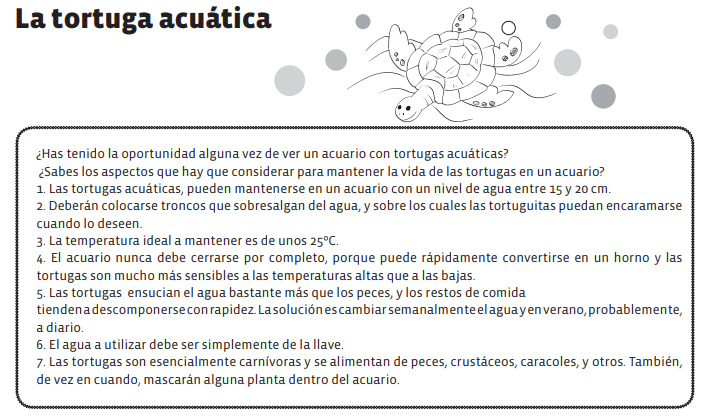 La tortuga acuática
¿Has tenido la oportunidad alguna vez de ver un acuario con tortugas acuáticas?
¿Sabes los aspectos que hay que considerar para mantener la vida de las tortugas en un acuario?
1. Las tortugas acuáticas, pueden mantenerse en un acuario con un nivel de agua entre 15 y 20 cm.
2. Deberán colocarse troncos que sobresalgan del agua, y sobre los cuales las tortuguitas puedan encaramarse
cuando lo deseen.
3. La temperatura ideal a mantener es de unos 25ºC.
4. El acuario nunca debe cerrarse por completo, porque puede rápidamente convertirse en un horno y las
tortugas son mucho más sensibles a las temperaturas altas que a las bajas.
5. Las tortugas ensucian el agua bastante más que los peces, y los restos de comida
tienden a descomponerse con rapidez. La solución es cambiar semanalmente el agua y en verano, probablemente,
a diario.
6. El agua a utilizar debe ser simplemente de la llave.
7. Las tortugas son esencialmente carnívoras y se alimentan de peces, crustáceos, caracoles, y otros. También,
de vez en cuando, mascarán alguna planta dentro del acuario.